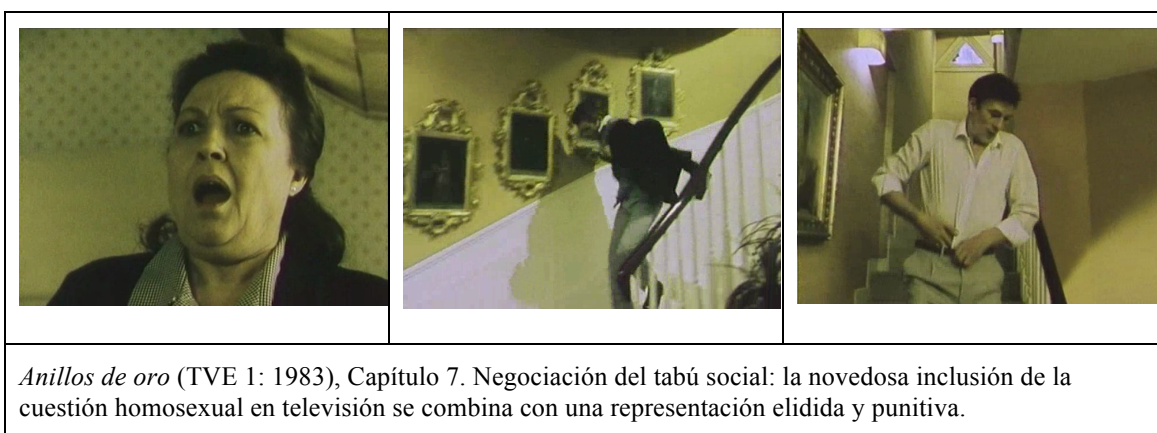 Anillos de oro (TVE 1: 1983), Capítulo 7. Negociación del tabú social: la novedosa inclusión de la
cuestión homosexual en televisión se combina con una representación elidida y punitiva.